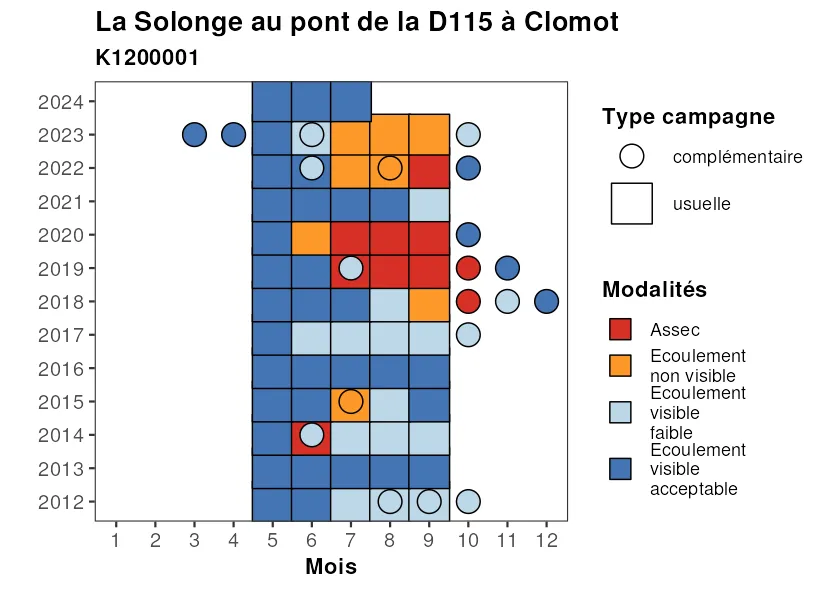 La Solonge au pont de la D115 à Clomot
K1200001
2024
2023
2022
2021
2020
2019
2018
2017
2016
2015
2014
2013
2012
1 2 3 4 5 6 7 8 9 10 11 12
Mois
Type campagne
complémentaire
usuelle
Modalités
Assec
Ecoulement
non visible
Ecoulement
visible
faible
Ecoulement
visible
acceptable